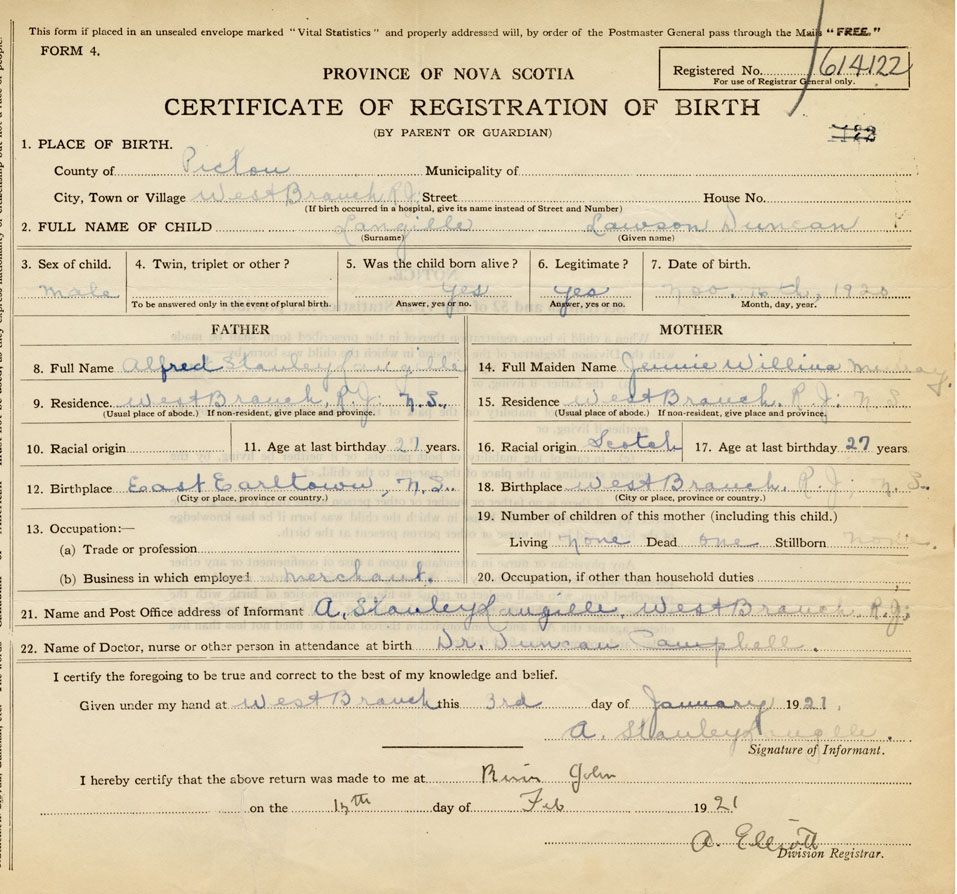 This form if placed in an unsealed envelope marked "Vital Statistics" and properly addressed will, by order of the Postmaster General pass through the Mails "FREE."
FORM 4.
Registered No. 614122
For use of Registrar General only.
PROVINCE OF NOVA SCOTIA
CERTIFICATE OF REGISTRATION OF BIRTH
(BY PARENT OR GUARDIAN)
1. PLACE OF BIRTH.
County of Pictou Municipality of
City, Town or Village West Branch R.J. Street House No.
(If birth occurred in a hospital, give its name instead of Street and Number)
2. FULL NAME OF CHILD Langille Lawson Duncan
(Surname) (Given name)
3. Sex of child. 4. Twin, triplet or other? 5. Was the child born alive? 6. Legitimate? 7. Date of birth.
Male yes yes Nov. 1920
To be answered only in the event of plural birth. Answer, yes or no. Answer, yes or no. Month, day, year.
FATHER MOTHER
8. Full Name Alfred Stanley Langille 14. Full Maiden Name Jennie Willina Murray.
9. Residence West Branch, R.J. N.S. 15. Residence West Branch. R.J. N.S.
(Usual place of abode.) If non-resident, give place and province. (Usual place of abode.) If non-resident, give place and province.
10. Racial origin 11. Age at last birthday years. 16. Racial origin Scotch 17. Age at last birthday 27 years
12. Birthplace East Earltown, N.S. 18. Birthplace West Branch. R.J. N.S.
(City or place, province or country.) (City or place, province or country.)
13. Occupation:— 19. Number of children of this mother (including this child.)
(a) Trade or profession Living none Dead one Stillborn none.
(b) Business in which employed merchant. 20. Occupation, if other than household duties
21. Name and Post Office address of Informant A. Stanley Langille, West Branch R.J.
22. Name of Doctor, nurse or other person in attendance at birth Dr. Duncan Campbell.
I certify the foregoing to be true and correct to the best of my knowledge and belief.
Given under my hand at West Branch this 3rd day of January 1921.
A. Stanley Langille.
Signature of Informant.
I hereby certify that the above return was made to me at River John
on the day of Feb 1921
A. Elliott
Division Registrar.